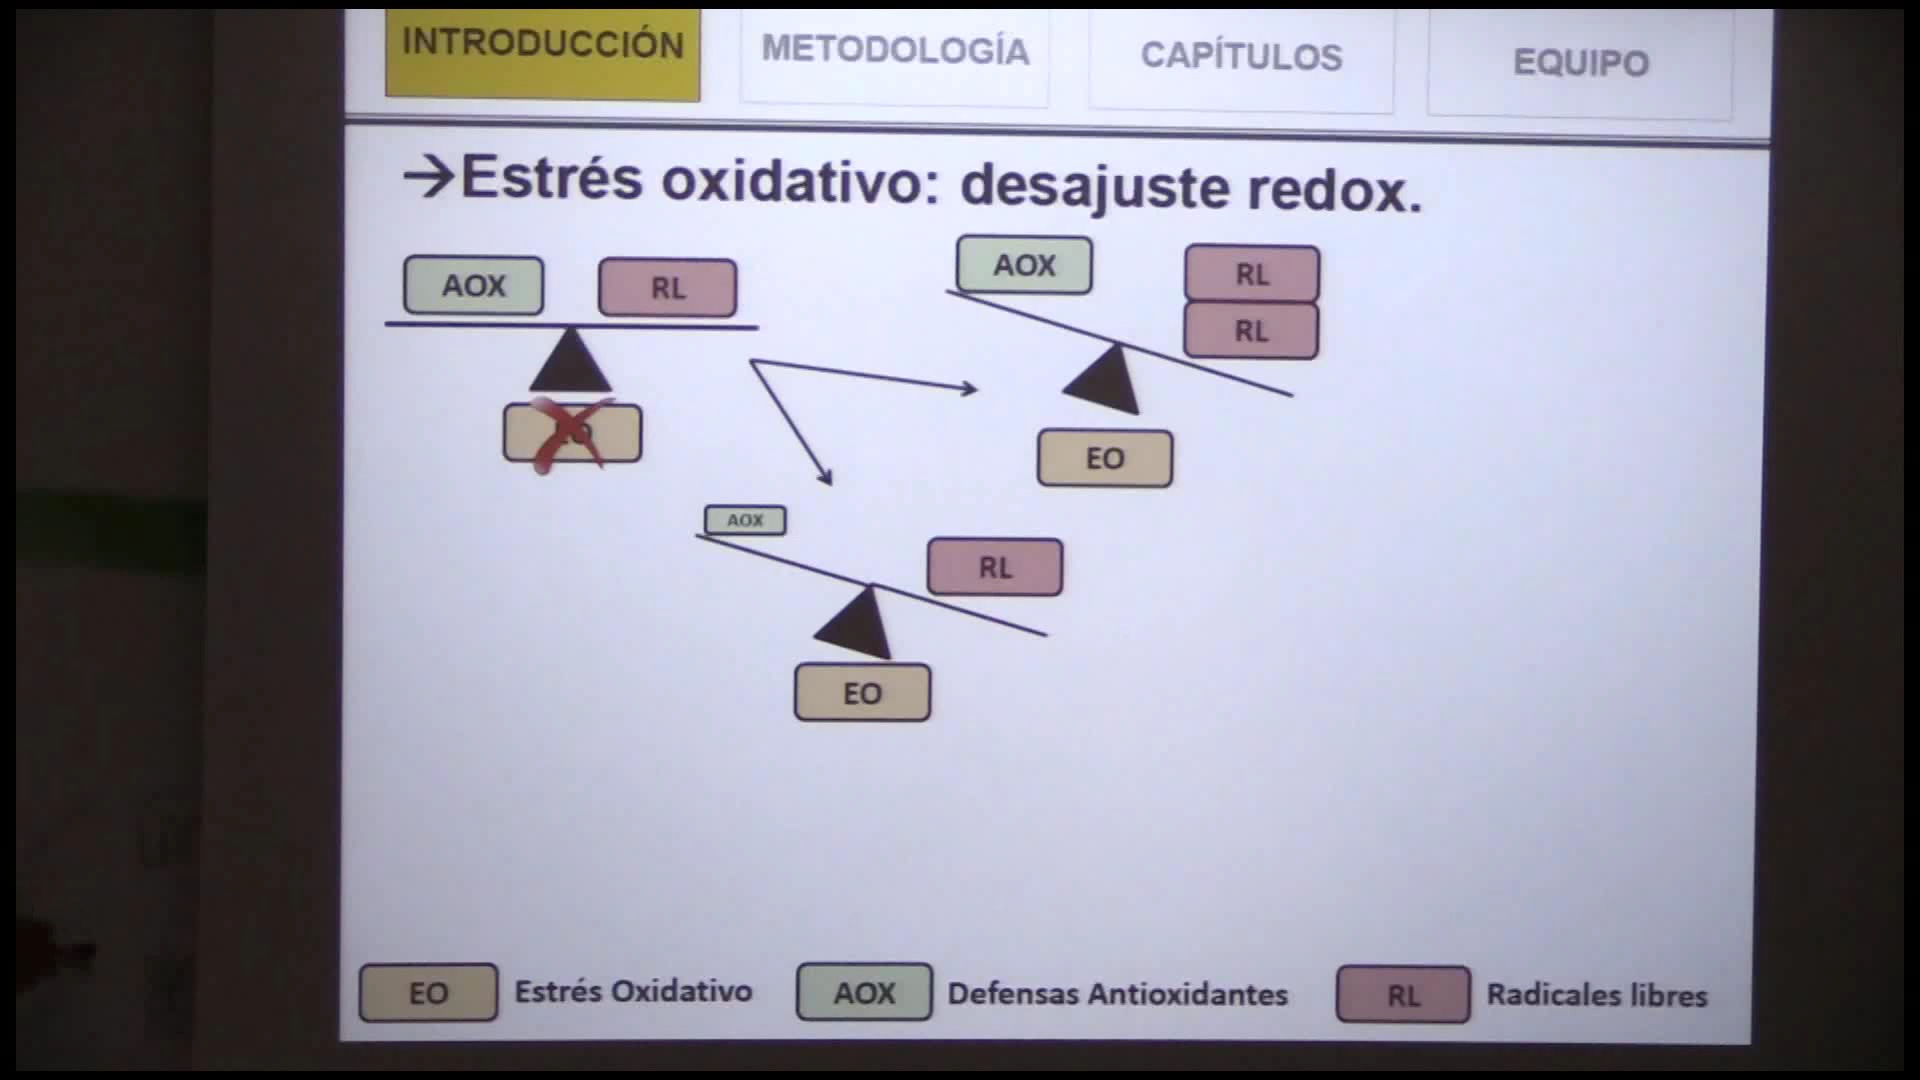 INTRODUCCIÓN
METODOLOGÍA
CAPÍTULOS
EQUIPO
→Estrés oxidativo: desajuste redox.
AOX
RL
EO
AOX
RL
RL
EO
AOX
RL
EO
EO Estrés Oxidativo
AOX Defensas Antioxidantes
RL Radicales libres